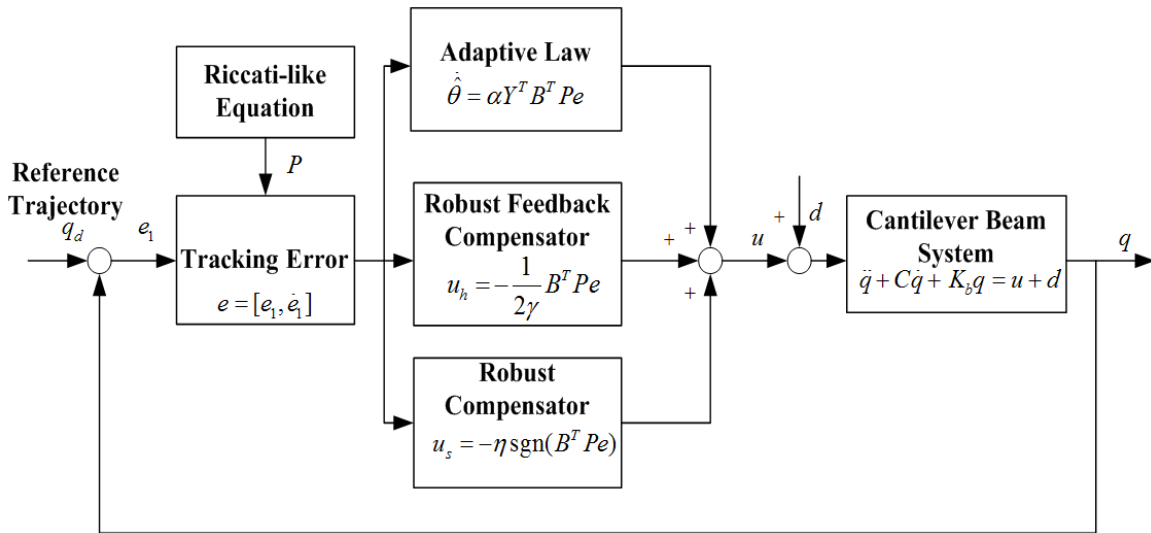 Riccati-like
Equation
P
Reference
Trajectory
q_d
e_1
Tracking Error
e = [e_1, ė_1]
Adaptive Law
θ̂̇ = αY^T B^T Pe
Robust Feedback
Compensator
u_h = -\frac{1}{2γ} B^T Pe
Robust
Compensator
u_s = -η sgn(B^T Pe)
+
+
+
u
+
d
Cantilever Beam
System
q̈ + Cq̇ + K_b q = u + d
q